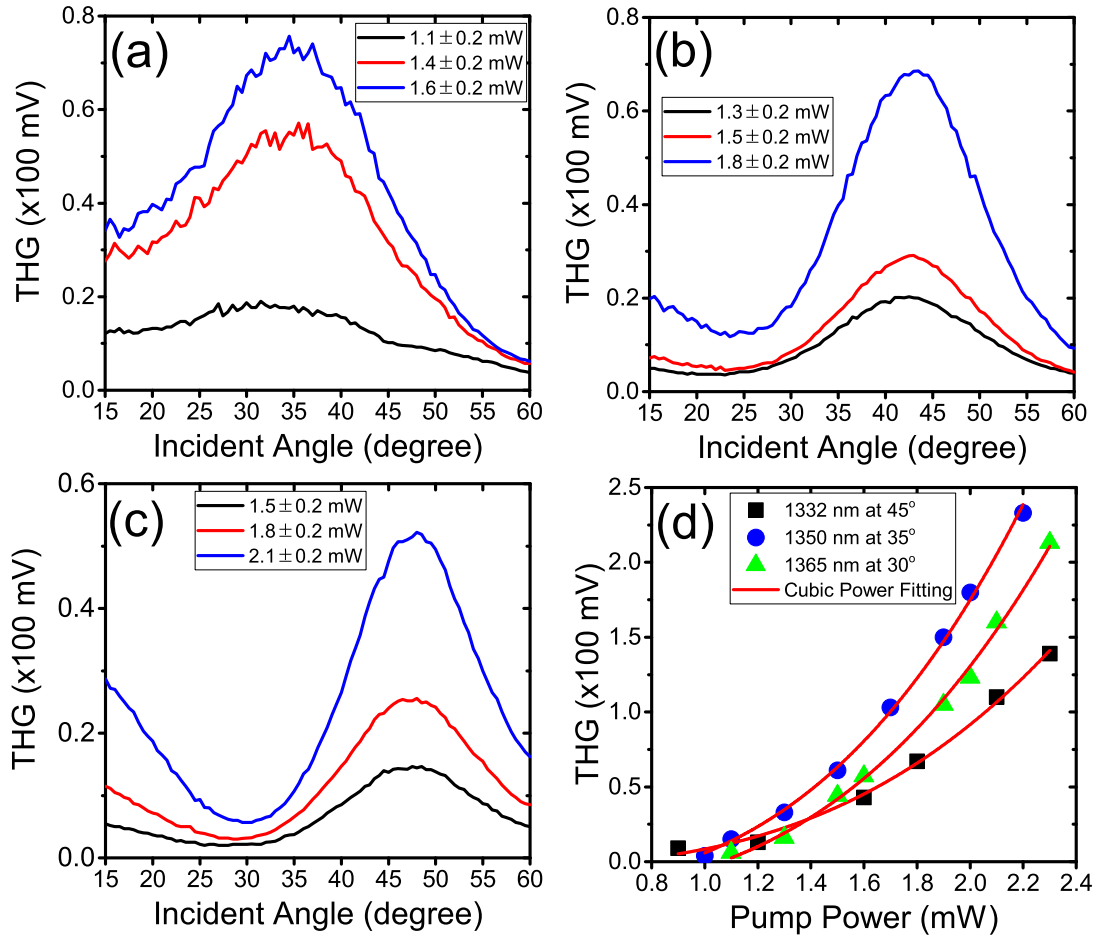 (a)
1.1±0.2 mW
1.4±0.2 mW
1.6±0.2 mW
THG (x100 mV)
0.8
0.6
0.4
0.2
0.0
15 20 25 30 35 40 45 50 55 60
Incident Angle (degree)
(b)
1.3±0.2 mW
1.5±0.2 mW
1.8±0.2 mW
THG (x100 mV)
0.8
0.6
0.4
0.2
0.0
15 20 25 30 35 40 45 50 55 60
Incident Angle (degree)
(c)
1.5±0.2 mW
1.8±0.2 mW
2.1±0.2 mW
THG (x100 mV)
0.6
0.4
0.2
0.0
15 20 25 30 35 40 45 50 55 60
Incident Angle (degree)
(d)
1332 nm at 45°
1350 nm at 35°
1365 nm at 30°
Cubic Power Fitting
THG (x100 mV)
2.5
2.0
1.5
1.0
0.5
0.0
0.8 1.0 1.2 1.4 1.6 1.8 2.0 2.2 2.4
Pump Power (mW)